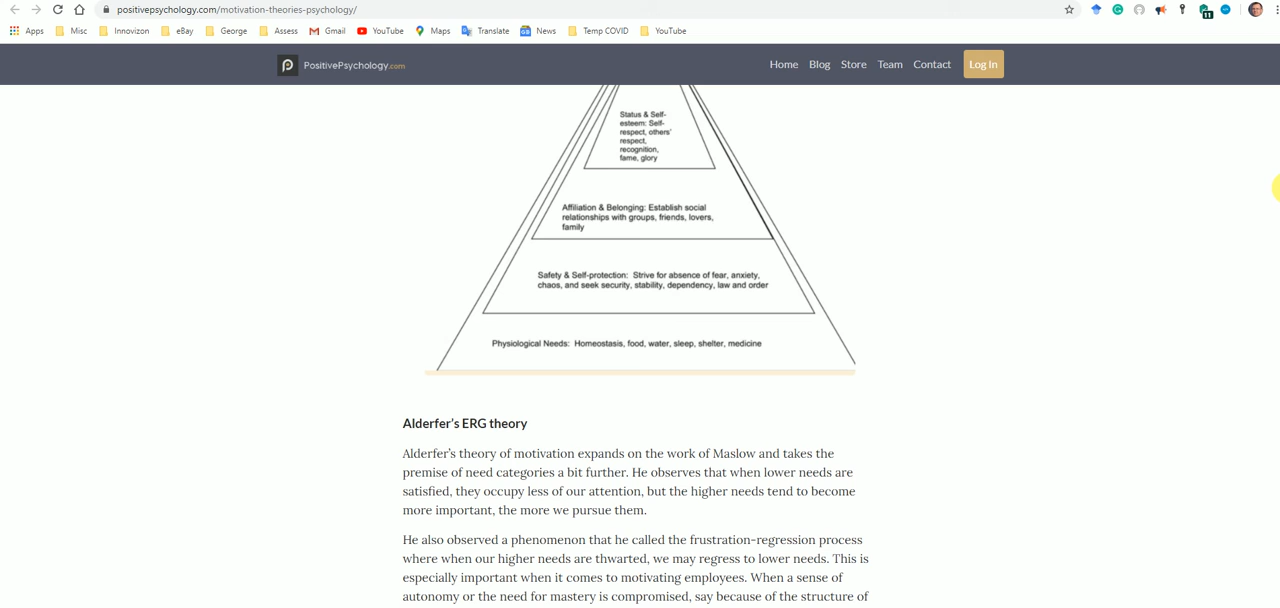 positivepsychology.com/motivation-theories-psychology/
Apps Misc Innovizon eBay George Assess Gmail YouTube Maps Translate News Temp COVID YouTube
11
PositivePsychology.com Home Blog Store Team Contact Log In
Status & Self-
esteem: Self-
respect, others'
respect,
recognition,
fame, glory
Affiliation & Belonging: Establish social
relationships with groups, friends, lovers,
family
Safety & Self-protection: Strive for absence of fear, anxiety,
chaos, and seek security, stability, dependency, law and order
Physiological Needs: Homeostasis, food, water, sleep, shelter, medicine
Alderfer's ERG theory
Alderfer's theory of motivation expands on the work of Maslow and takes the
premise of need categories a bit further. He observes that when lower needs are
satisfied, they occupy less of our attention, but the higher needs tend to become
more important, the more we pursue them.
He also observed a phenomenon that he called the frustration-regression process
where when our higher needs are thwarted, we may regress to lower needs. This is
especially important when it comes to motivating employees. When a sense of
autonomy or the need for mastery is compromised, say because of the structure of